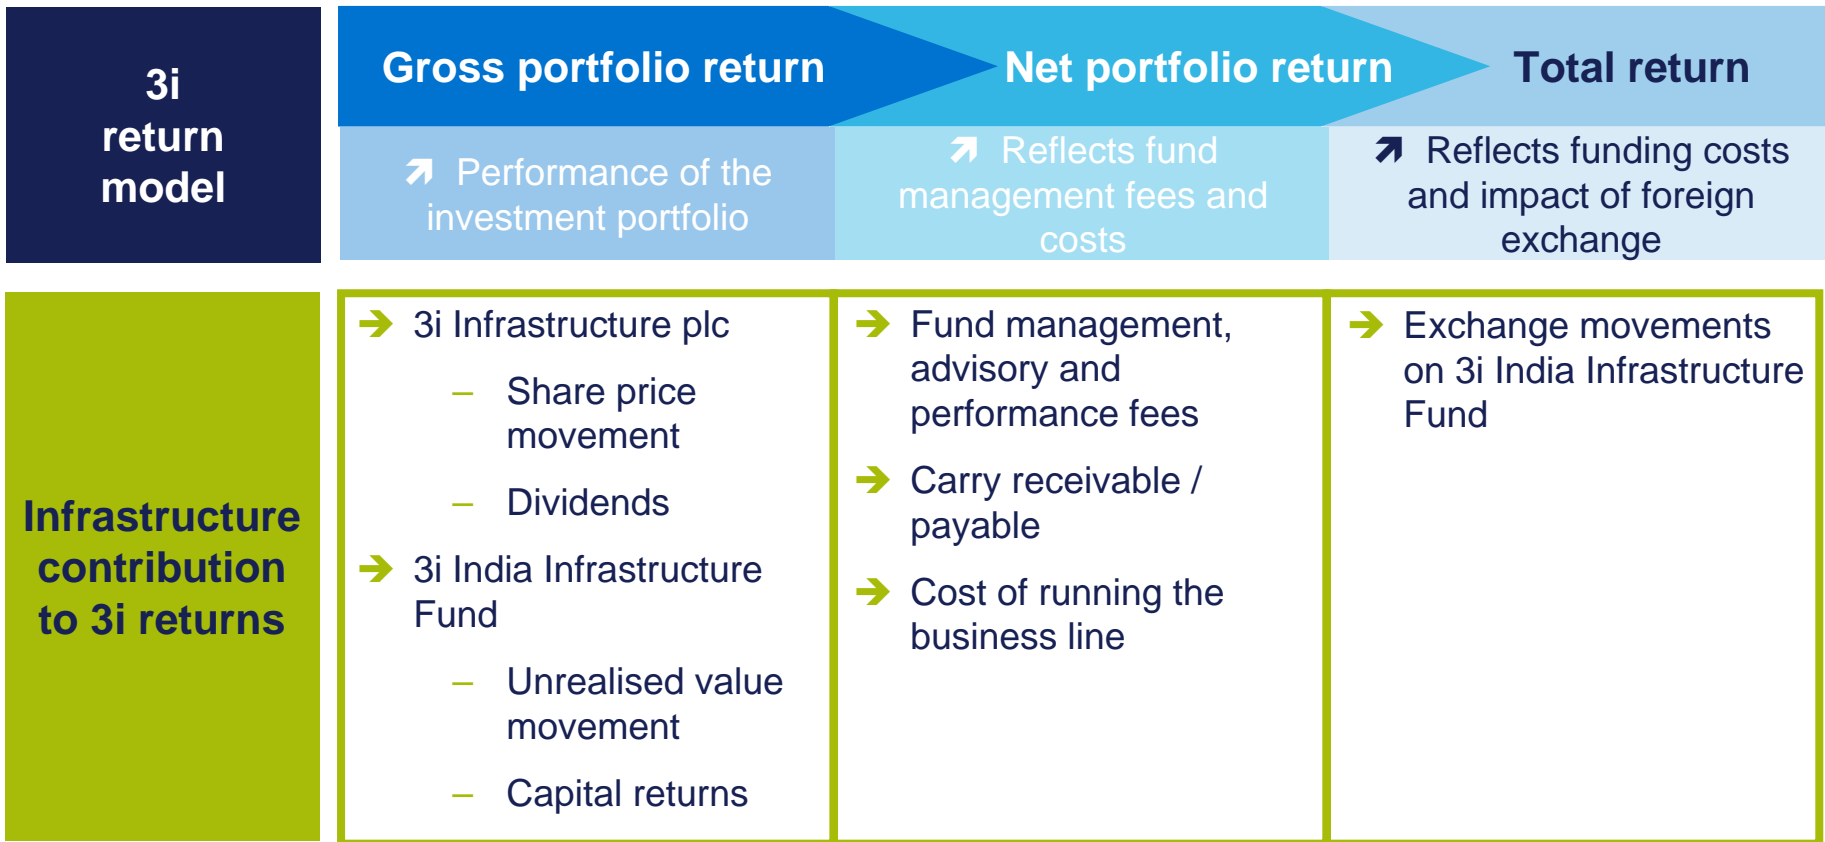 3i
return
model
Gross portfolio return
Net portfolio return
Total return
Performance of the
investment portfolio
Reflects fund
management fees and
costs
Reflects funding costs
and impact of foreign
exchange
Infrastructure
contribution
to 3i returns
3i Infrastructure plc
– Share price
movement
– Dividends
3i India Infrastructure
Fund
– Unrealised value
movement
– Capital returns
Fund management,
advisory and
performance fees
Carry receivable /
payable
Cost of running the
business line
Exchange movements
on 3i India Infrastructure
Fund